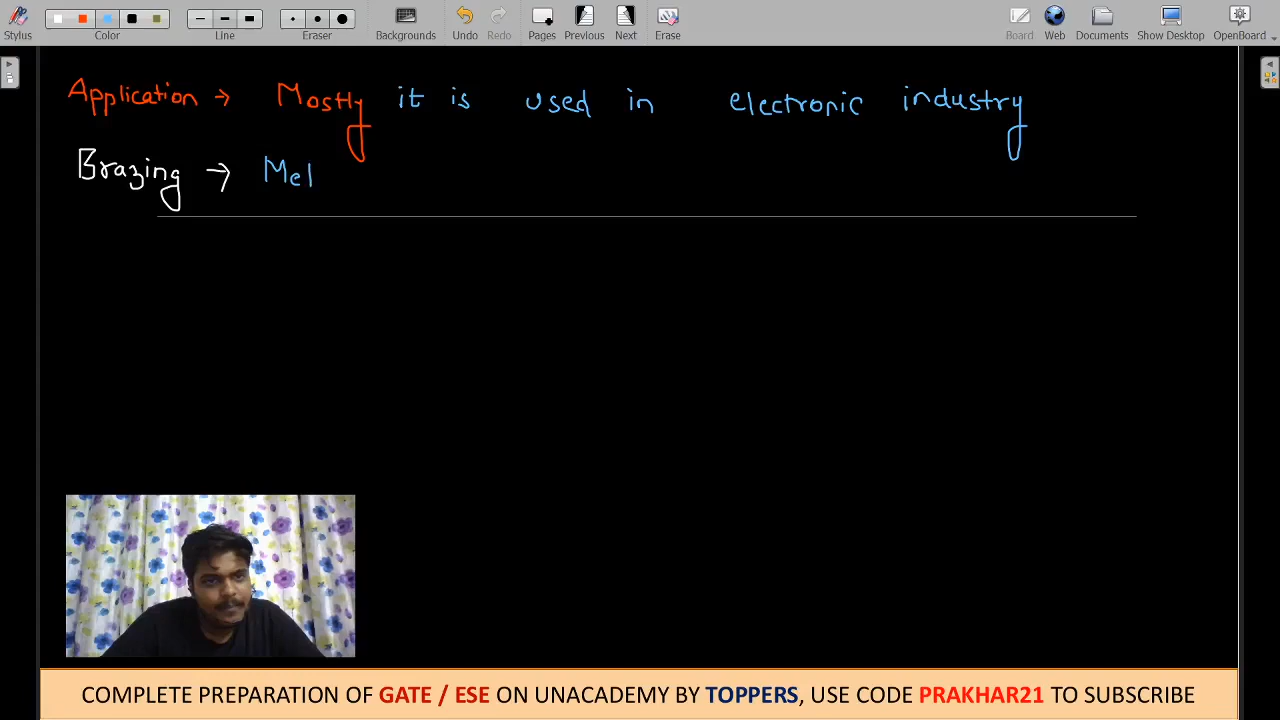 Stylus Color Line Eraser Backgrounds Undo Redo Pages Previous Next Erase Board Web Documents Show Desktop OpenBoard
Application → Mostly it is used in electronic industry
Brazing → Mel
COMPLETE PREPARATION OF GATE / ESE ON UNACADEMY BY TOPPERS, USE CODE PRAKHAR21 TO SUBSCRIBE